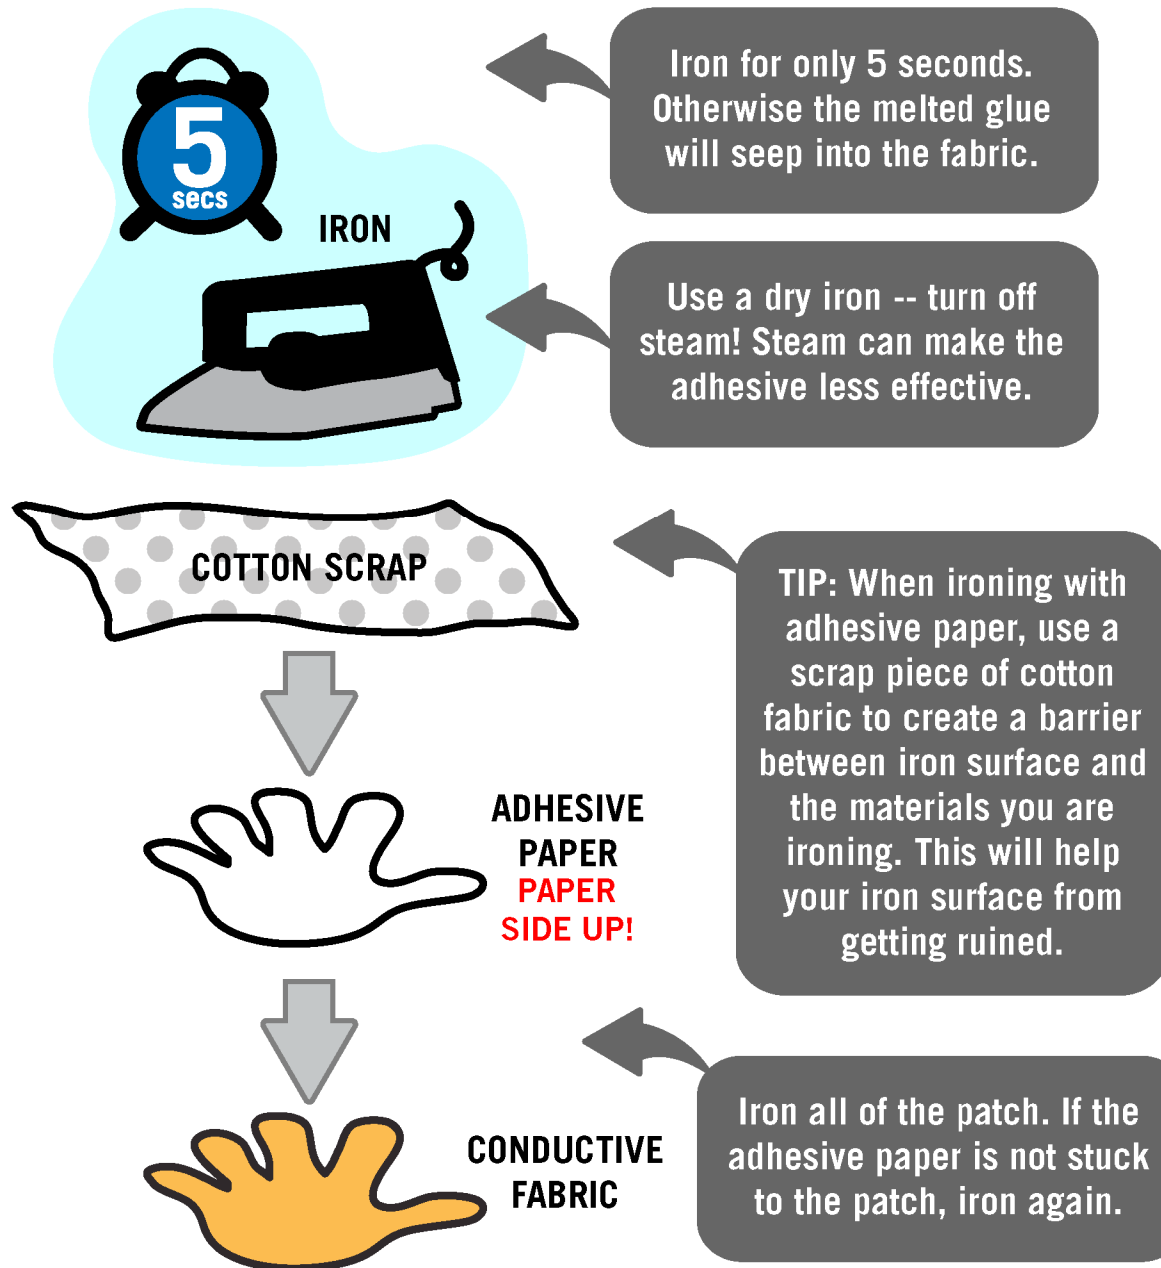 Iron for only 5 seconds.
Otherwise the melted glue
will seep into the fabric.
5
secs
IRON
Use a dry iron -- turn off
steam! Steam can make the
adhesive less effective.
COTTON SCRAP
TIP: When ironing with
adhesive paper, use a
scrap piece of cotton
fabric to create a barrier
between iron surface and
the materials you are
ironing. This will help
your iron surface from
getting ruined.
ADHESIVE
PAPER
PAPER
SIDE UP!
Iron all of the patch. If the
adhesive paper is not stuck
to the patch, iron again.
CONDUCTIVE
FABRIC